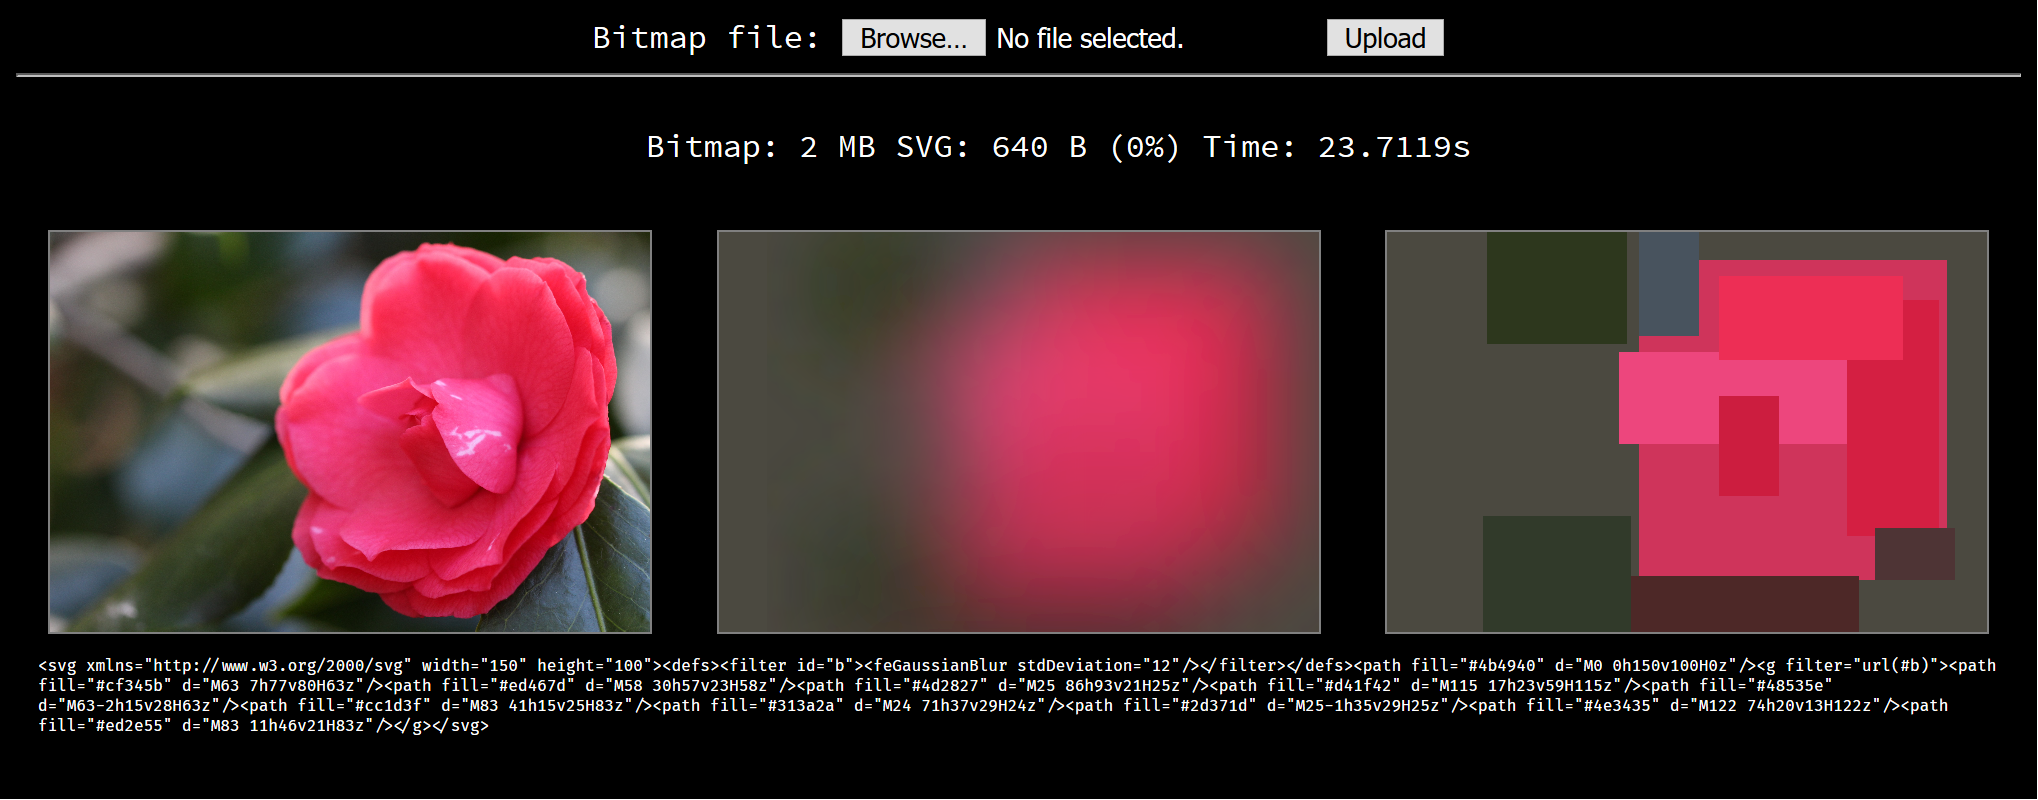 Bitmap file: Browse... No file selected. Upload
Bitmap: 2 MB SVG: 640 B (0%) Time: 23.7119s
<svg xmlns="http://www.w3.org/2000/svg" width="150" height="100"><defs><filter id="b"><feGaussianBlur stdDeviation="12"/></filter></defs><path fill="#4b4940" d="M0 0h150v100H0z"/><g filter="url(#b)"><path
fill="#cf345b" d="M63 7h77v80H63z"/><path fill="#ed467d" d="M58 30h57v23H58z"/><path fill="#4d2827" d="M25 86h93v21H25z"/><path fill="#d41f42" d="M115 17h23v59H115z"/><path fill="#48535e"
d="M63-2h15v28H63z"/><path fill="#cc1d3f" d="M83 41h15v25H83z"/><path fill="#313a2a" d="M24 71h37v29H24z"/><path fill="#2d371d" d="M25-1h35v29H25z"/><path fill="#4e3435" d="M122 74h20v13H122z"/><path
fill="#ed2e55" d="M83 11h46v21H83z"/></g></svg>